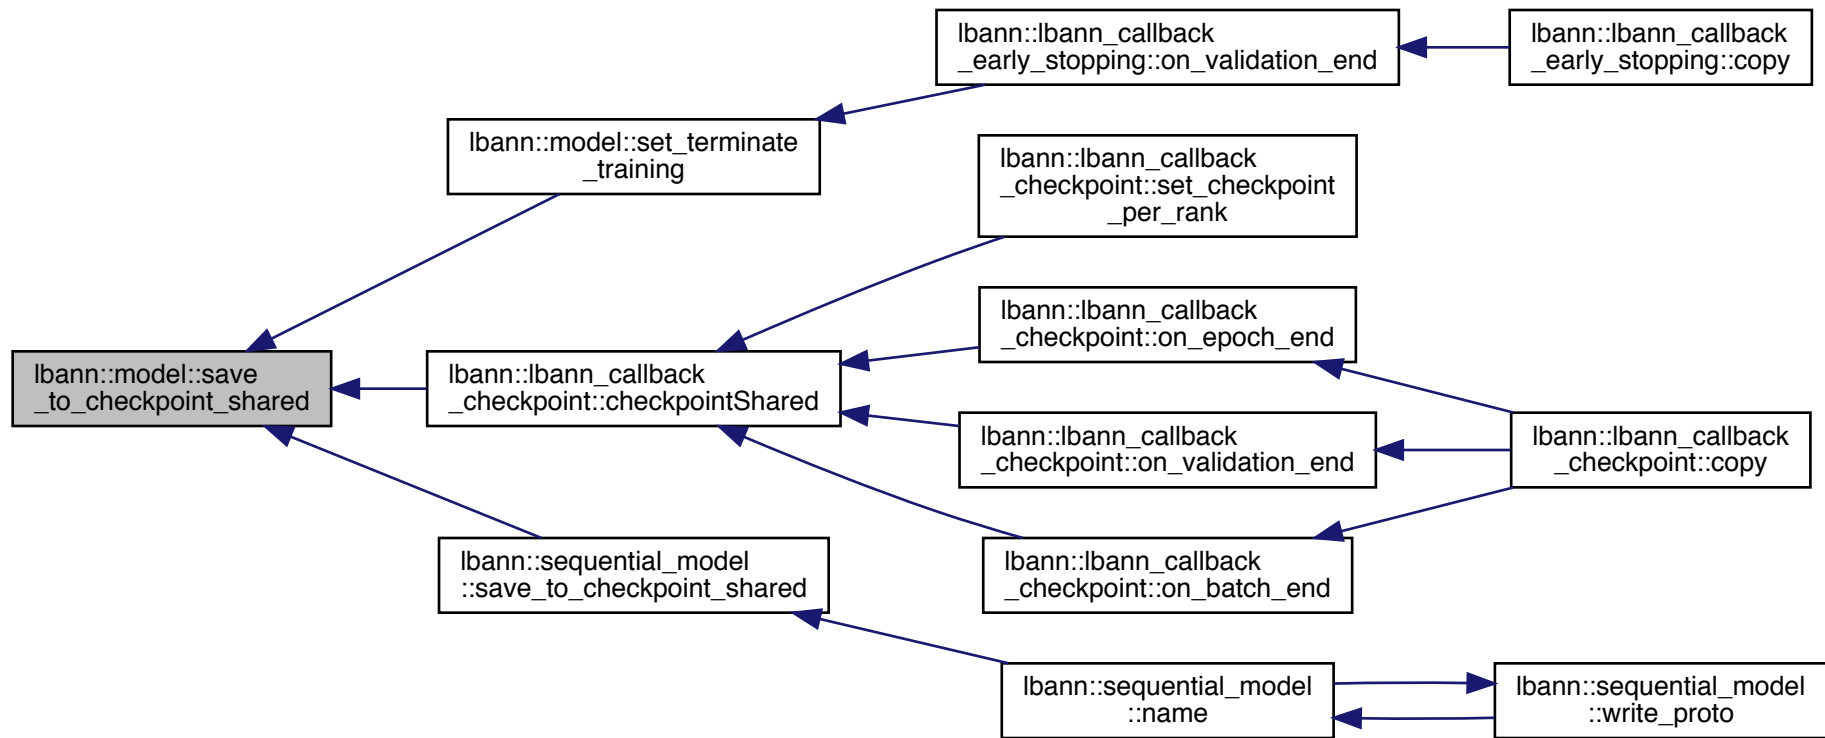 lbann::lbann_callback
_early_stopping::on_validation_end
lbann::lbann_callback
_early_stopping::copy
lbann::model::set_terminate
_training
lbann::lbann_callback
_checkpoint::set_checkpoint
_per_rank
lbann::lbann_callback
_checkpoint::on_epoch_end
lbann::model::save
_to_checkpoint_shared
lbann::lbann_callback
_checkpoint::checkpointShared
lbann::lbann_callback
_checkpoint::on_validation_end
lbann::lbann_callback
_checkpoint::copy
lbann::sequential_model
::save_to_checkpoint_shared
lbann::lbann_callback
_checkpoint::on_batch_end
lbann::sequential_model
::name
lbann::sequential_model
::write_proto